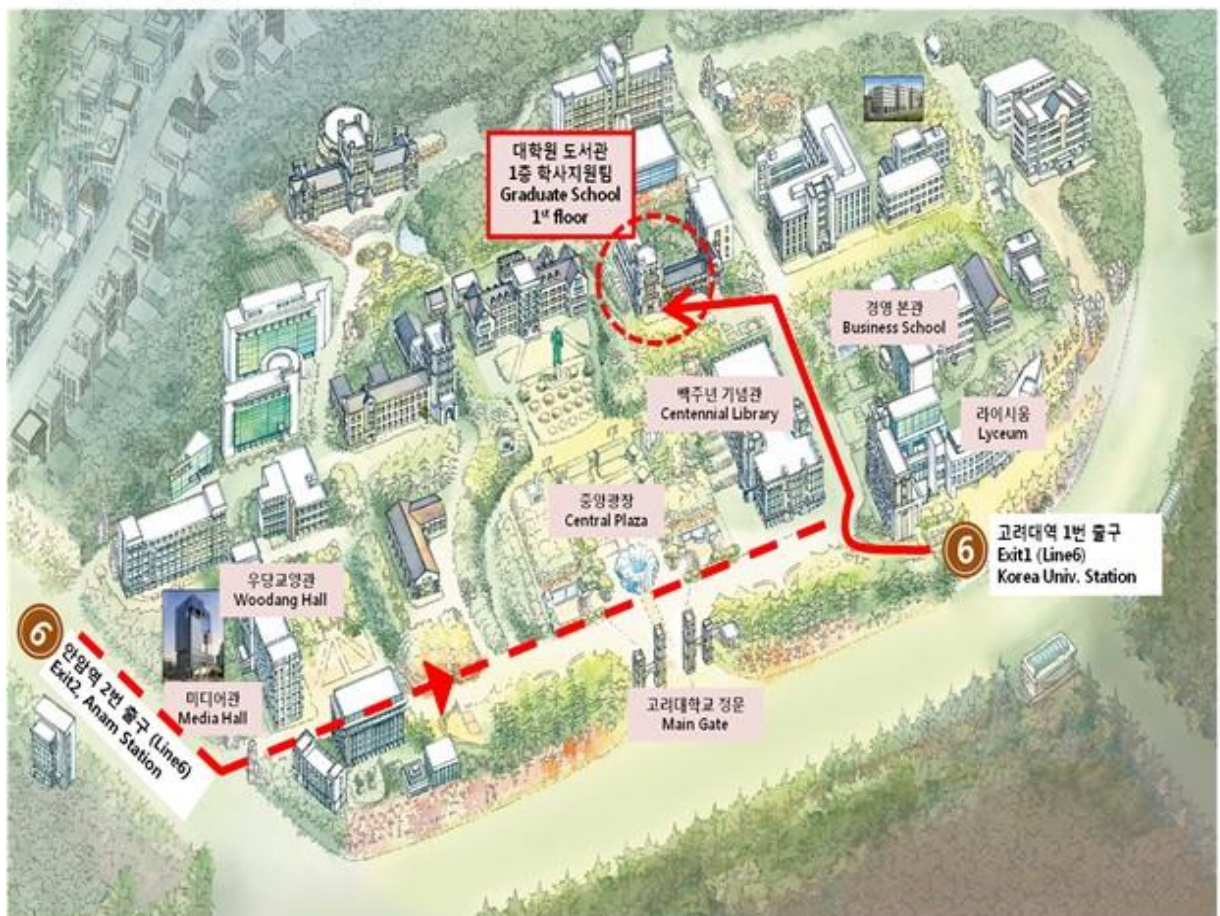 대학원 도서관
1층 학사지원팀
Graduate School
1st floor
경영 본관
Business School
백주년 기념관
Centennial Library
라이시움
Lyceum
중앙광장
Central Plaza
6
고려대역 1번 출구
Exit1 (Line6)
Korea Univ. Station
우당교양관
Woodang Hall
6
안암역 2번 출구 (Line6)
Exit2, Anam Station
미디어관
Media Hall
고려대학교 정문
Main Gate